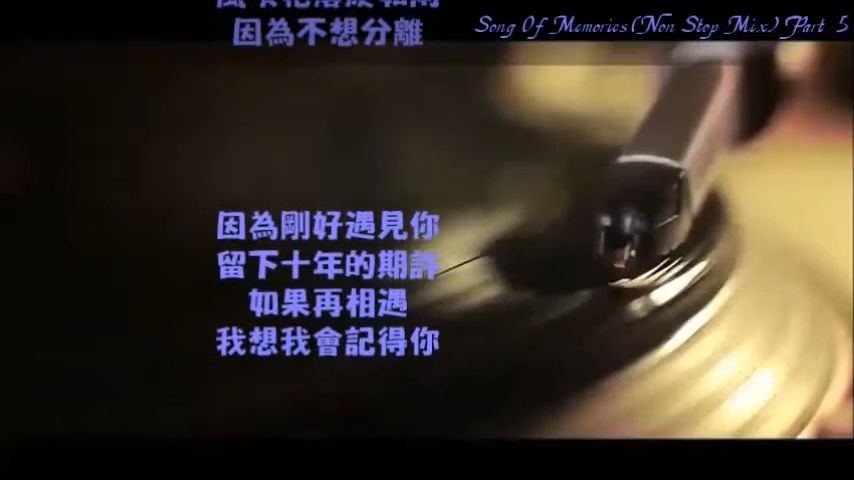 因為不想分離
Song Of Memories(Non Stop Mix) Part 5
因為剛好遇見你
留下十年的期許
如果再相遇
我想我會記得你